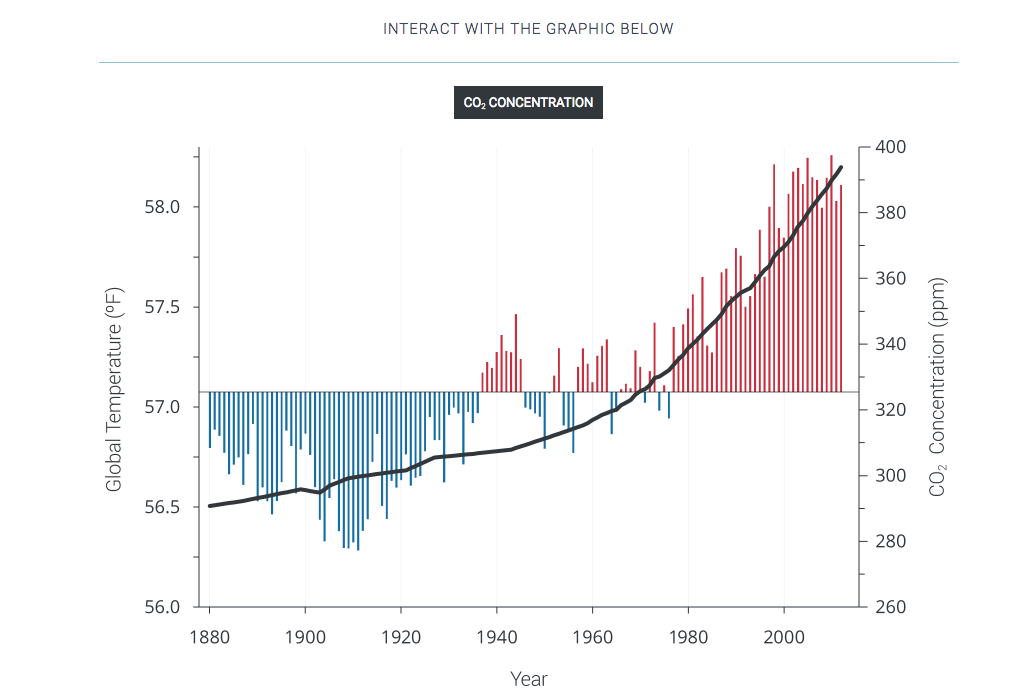 INTERACT WITH THE GRAPHIC BELOW
CO₂ CONCENTRATION
Global Temperature (ºF)
58.0
57.5
57.0
56.5
56.0
400
380
360
340
320
300
280
260
CO₂ Concentration (ppm)
1880 1900 1920 1940 1960 1980 2000
Year